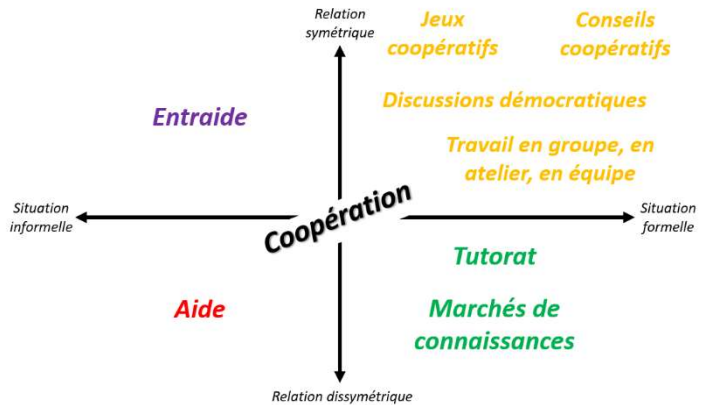 Relation
symétrique
Jeux
coopératifs
Conseils
coopératifs
Entraide
Discussions démocratiques
Travail en groupe, en
atelier, en équipe
Situation
informelle
Coopération
Situation
formelle
Tutorat
Aide
Marchés de
connaissances
Relation dissymétrique